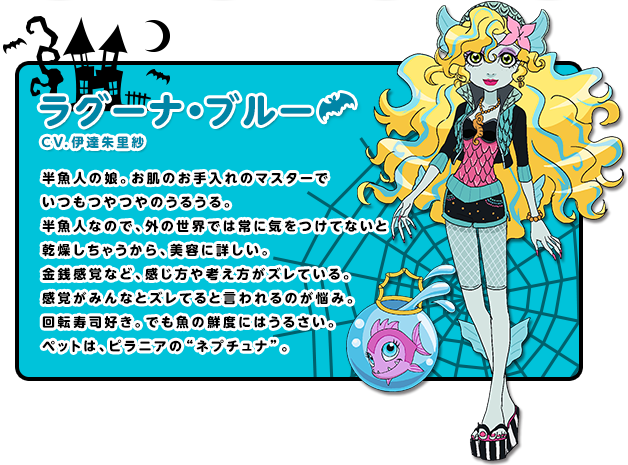 ラグーナ・ブルー
CV.伊達朱里紗
半魚人の娘。お肌のお手入れのマスターで
いつもつやつやのうるうる。
半魚人なので、外の世界では常に気をつけてないと
乾燥しちゃうから、美容に詳しい。
金銭感覚など、感じ方や考え方がズレている。
感覚がみんなとズレてると言われるのが悩み。
回転寿司好き。でも魚の鮮度にはうるさい。
ペットは、ピラニアの“ネプチュナ”。